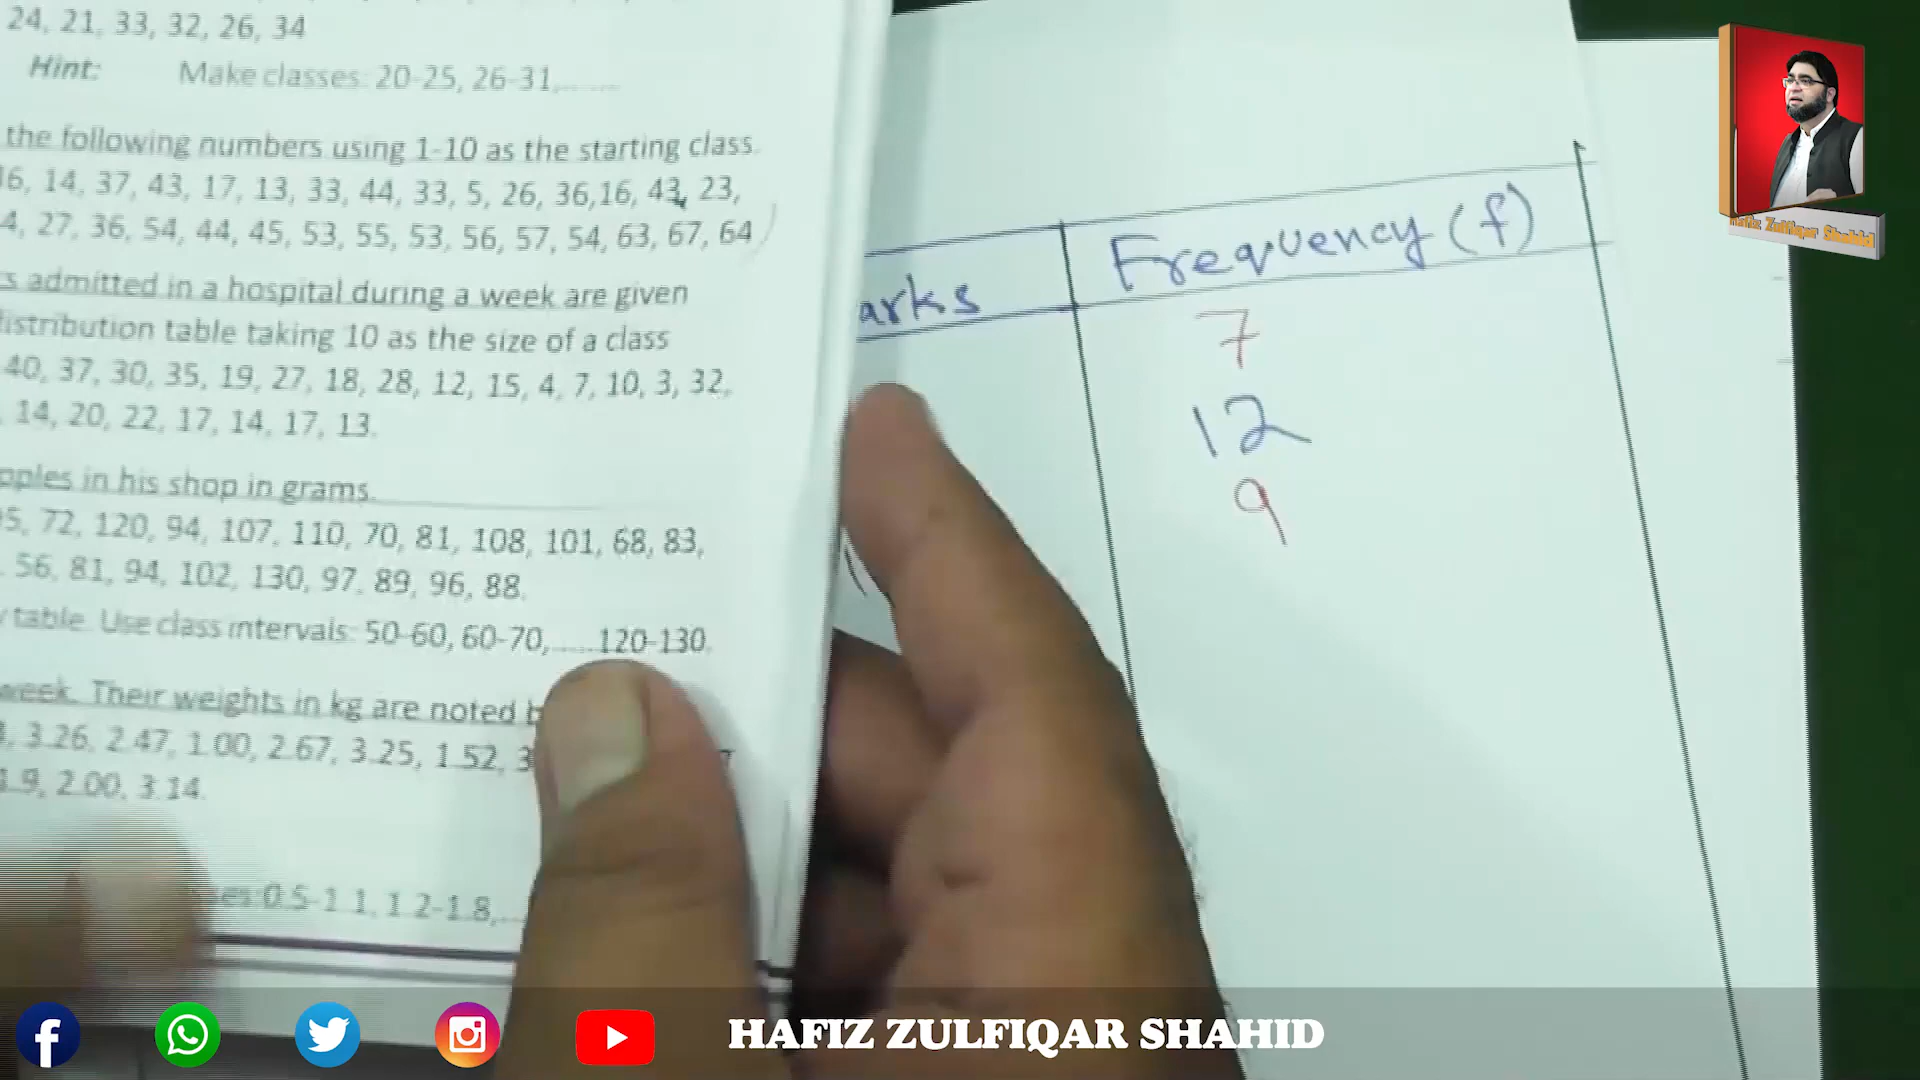 24, 21, 33, 32, 26, 34
Hint: Make classes: 20-25, 26-31,.......
the following numbers using 1-10 as the starting class
16, 14, 37, 43, 17, 13, 33, 44, 33, 5, 26, 36,16, 43, 23,
4, 27, 36, 54, 44, 45, 53, 55, 53, 56, 57, 54, 63, 67, 64
admitted in a hospital during a week are given
distribution table taking 10 as the size of a class
40, 37, 30, 35, 19, 27, 18, 28, 12, 15, 4, 7, 10, 3, 32,
14, 20, 22, 17, 14, 17, 13.
in his shop in grams.
72, 120, 94, 107, 110, 70, 81, 108, 101, 68, 83,
56, 81, 94, 102, 130, 97, 89, 96, 88.
table. Use class intervals: 50-60, 60-70,.....120-130.
week. Their weights in kg are noted
3.26, 2.47, 1.00, 2.67, 3.25, 1.52,
2.00, 3.14.
0.5-1.1, 1.2-1.8,
arks
Frequency (f)
7
12
9
Hafiz Zulfiqar Shahid
HAFIZ ZULFIQAR SHAHID